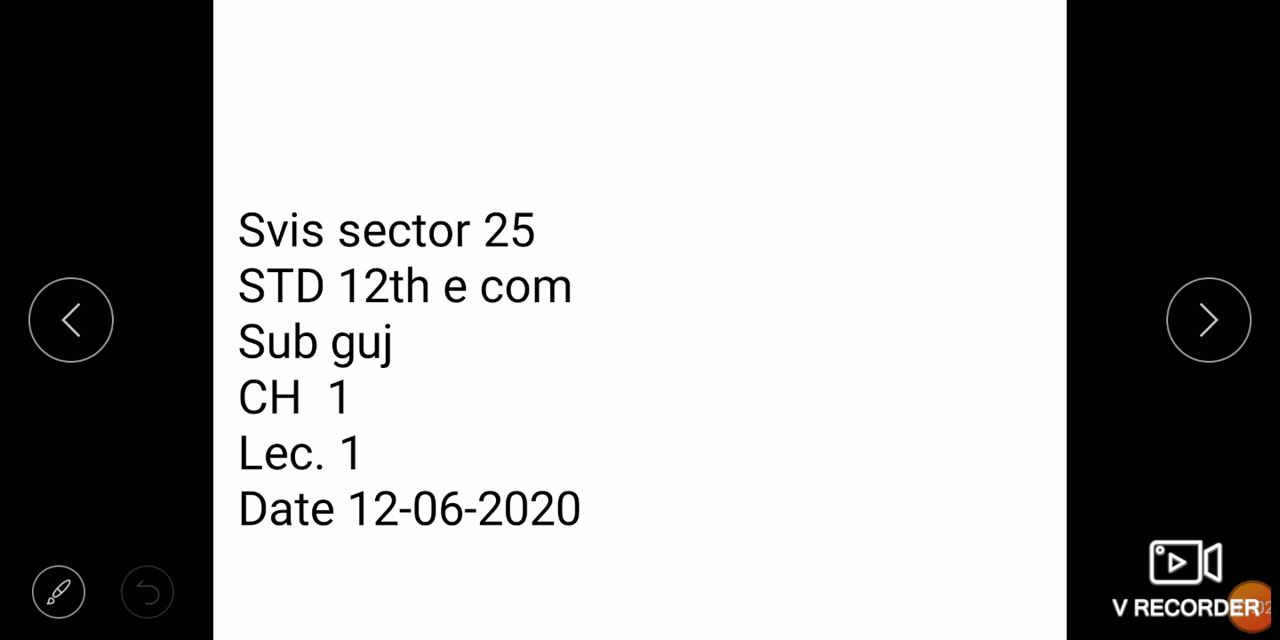 Svis sector 25
STD 12th e com
Sub guj
CH 1
Lec. 1
Date 12-06-2020
V RECORDER